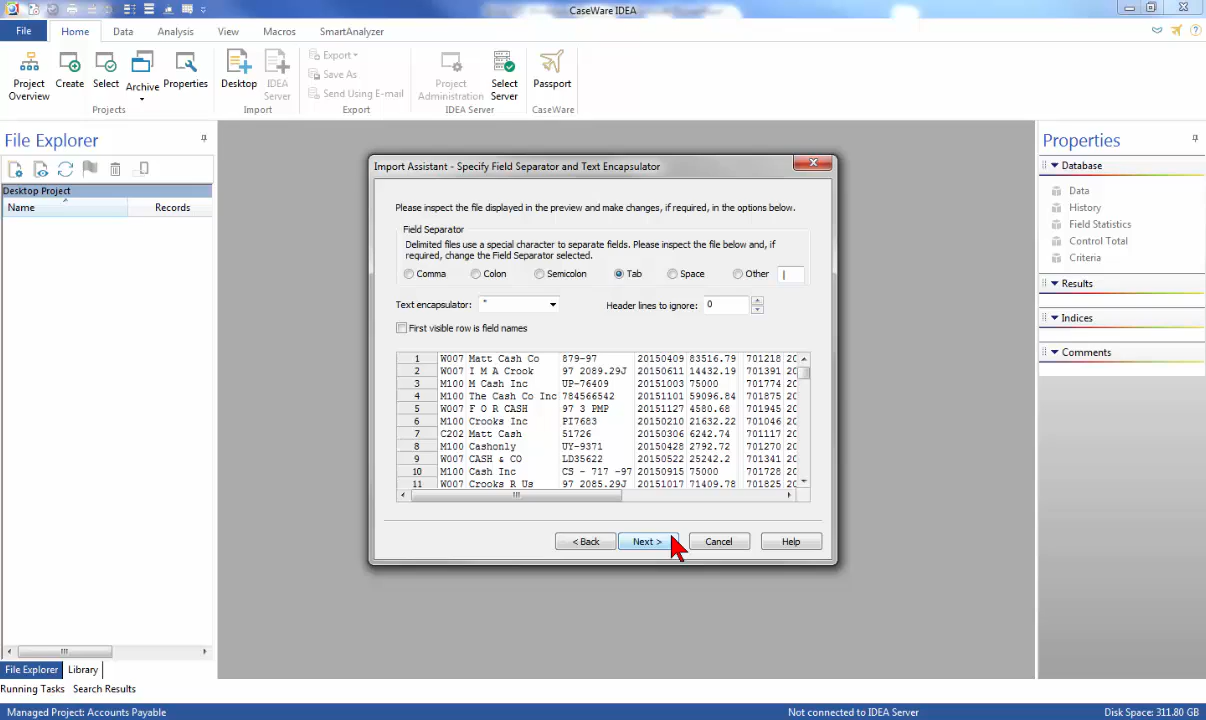 CaseWare IDEA
File Home Data Analysis View Macros SmartAnalyzer
Project Overview
Create
Select
Archive
Properties
Desktop
IDEA Server
Export
Save As
Send Using E-mail
Project Administration
Select Server
Passport
Projects Import Export IDEA Server CaseWare
File Explorer
Desktop Project
Name Records
File Explorer Library
Running Tasks Search Results
Import Assistant - Specify Field Separator and Text Encapsulator
Please inspect the file displayed in the preview and make changes, if required, in the options below.
Field Separator
Delimited files use a special character to separate fields. Please inspect the file below and, if
required, change the Field Separator selected.
Comma Colon Semicolon Tab Space Other |
Text encapsulator: " Header lines to ignore: 0
First visible row is field names
1 W007 Matt Cash Co 879-97 20150409 83516.79 701218 20
2 W007 I M A Crook 97 2089.29J 20150611 14432.19 701391 20
3 M100 M Cash Inc UP-76409 20151003 75000 701774 20
4 M100 The Cash Co Inc 784566542 20151101 59096.84 701875 20
5 W007 F O R CASH 97 3 PMP 20151127 4580.68 701945 20
6 M100 Crooks Inc PI7683 20150210 21632.22 701046 20
7 C202 Matt Cash 51726 20150306 6242.74 701117 20
8 M100 Cashonly UY-9371 20150428 2792.72 701270 20
9 W007 CASH & CO LD35622 20150522 25242.2 701341 20
10 M100 Cash Inc CS - 717 -97 20150915 75000 701728 20
11 W007 Crooks R Us 97 2085.29J 20151017 71409.78 701825 20
< Back Next > Cancel Help
Properties
Database
Data
History
Field Statistics
Control Total
Criteria
Results
Indices
Comments
Managed Project: Accounts Payable Not connected to IDEA Server Disk Space: 311.80 GB